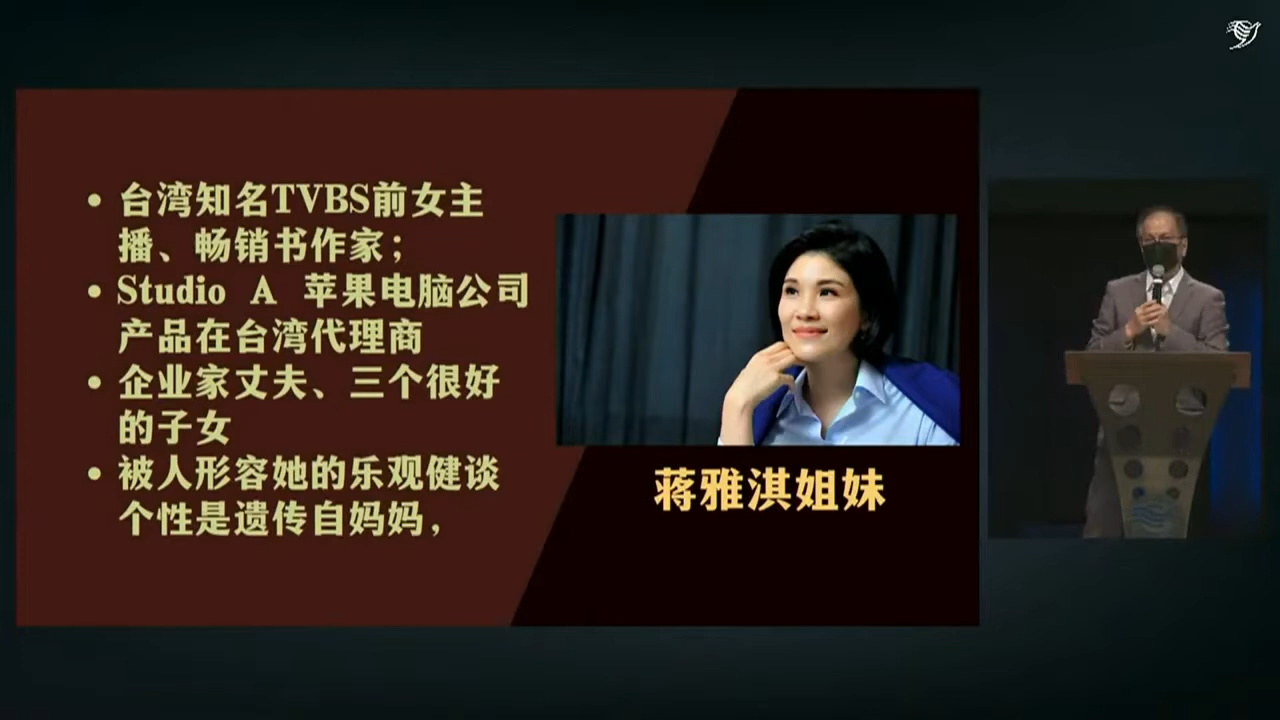 • 台湾知名TVBS前女主
播、畅销书作家；
• Studio A 苹果电脑公司
产品在台湾代理商
• 企业家丈夫、三个很好
的子女
• 被人形容她的乐观健谈
个性是遗传自妈妈，
蒋雅淇姐妹